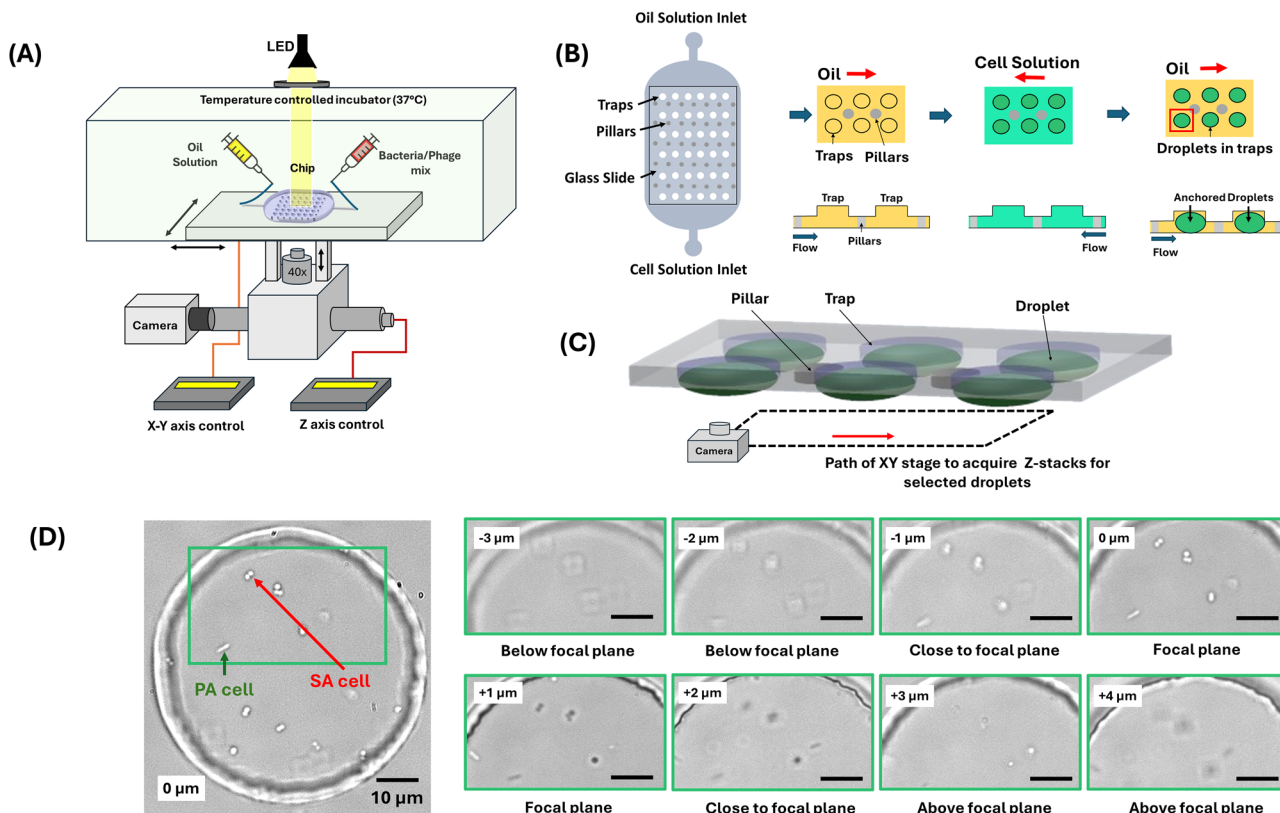 (A)
LED
Temperature controlled incubator (37°C)
Oil
Solution
Chip
Bacteria/Phage
mix
40x
Camera
X-Y axis control
Z axis control
(B)
Oil Solution Inlet
Traps
Pillars
Glass Slide
Cell Solution Inlet
Oil
Traps
Pillars
Cell Solution
Oil
Droplets in traps
Trap
Trap
Flow
Pillars
Flow
Anchored Droplets
Flow
(C)
Pillar
Trap
Droplet
Camera
Path of XY stage to acquire Z-stacks for
selected droplets
(D)
PA cell
SA cell
0 µm
10 µm
-3 µm
Below focal plane
-2 µm
Below focal plane
-1 µm
Close to focal plane
0 µm
Focal plane
+1 µm
Focal plane
+2 µm
Close to focal plane
+3 µm
Above focal plane
+4 µm
Above focal plane